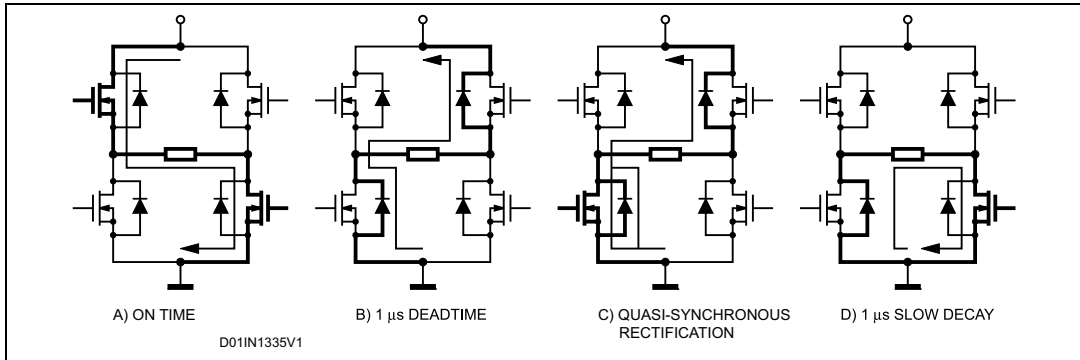 A) ON TIME
B) 1 μs DEADTIME
C) QUASI-SYNCHRONOUS
RECTIFICATION
D) 1 μs SLOW DECAY
D01IN1335V1